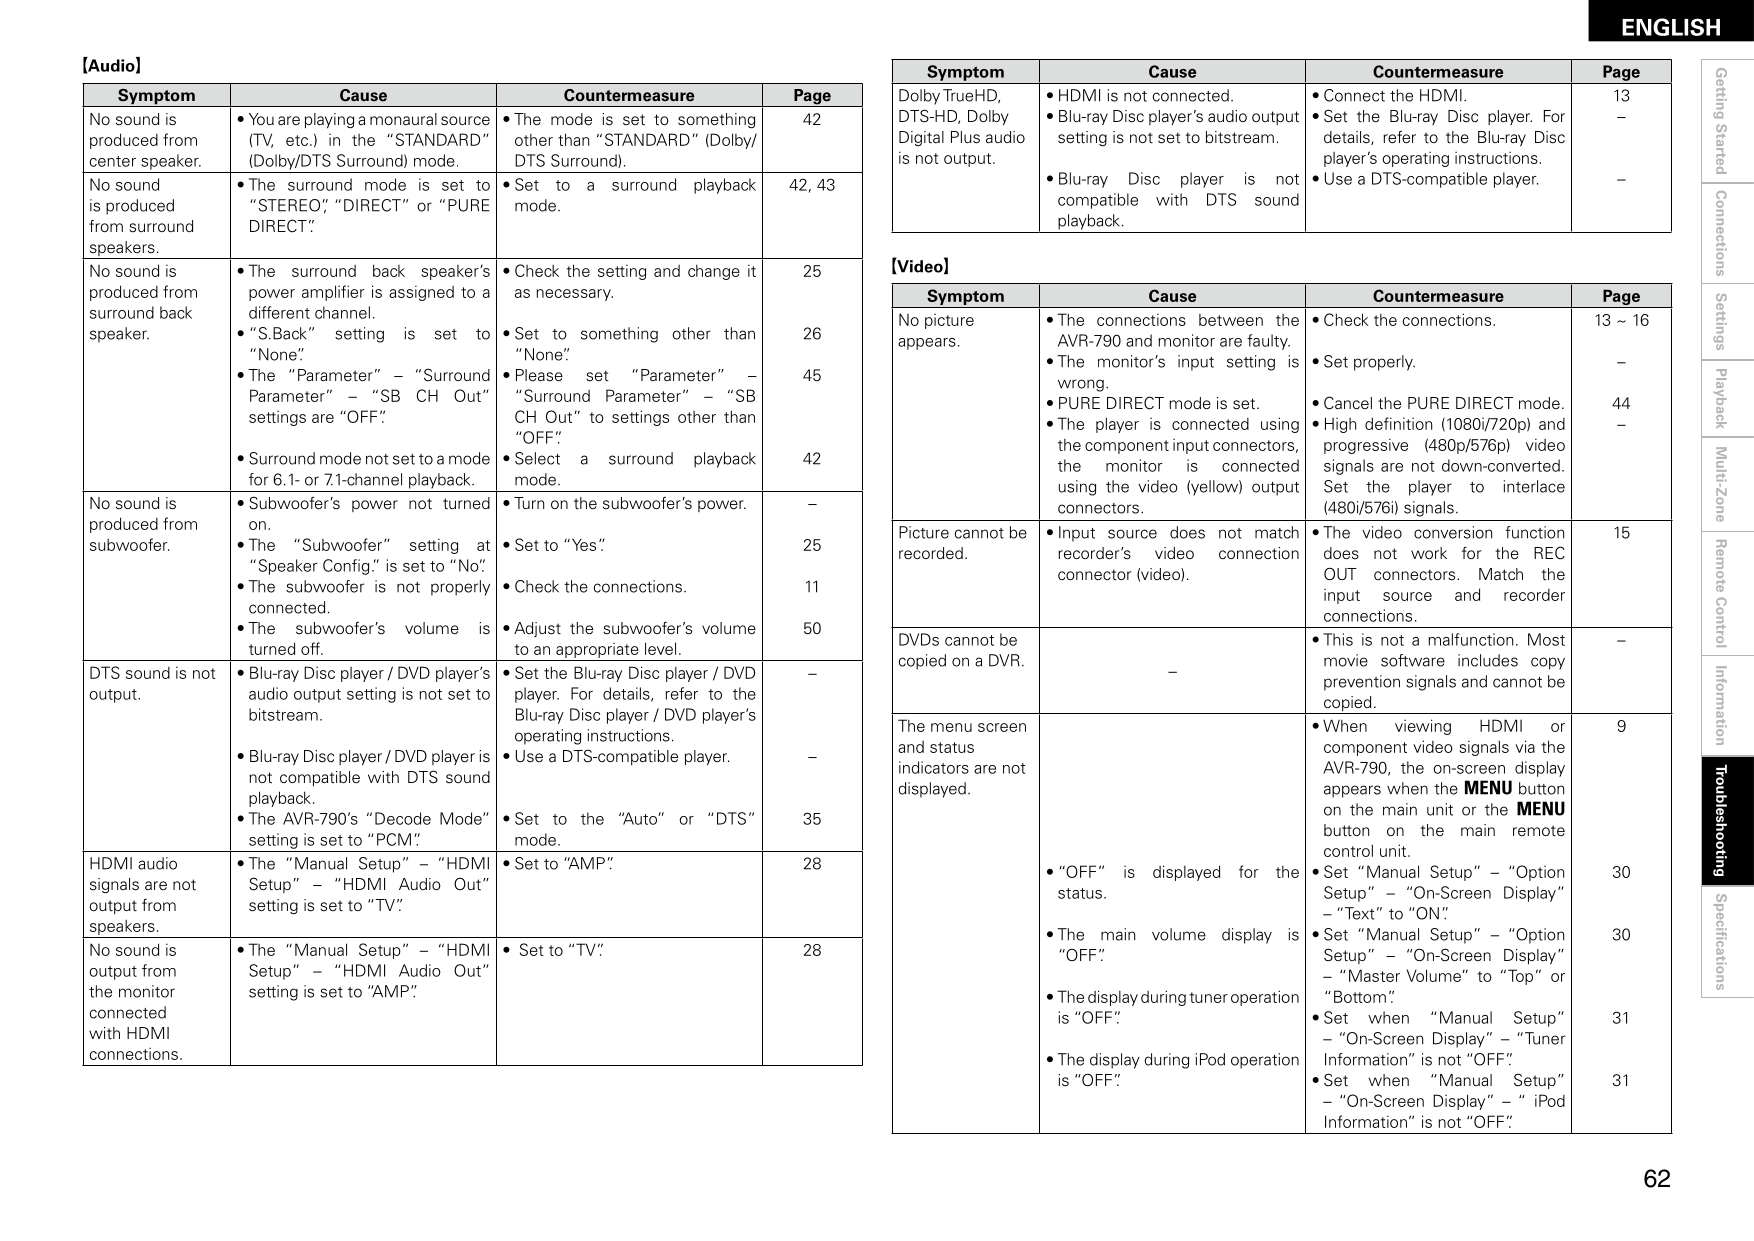 ENGLISH
【Audio】
Symptom Cause Countermeasure Page
No sound is
produced from
center speaker.
• You are playing a monaural source
(TV, etc.) in the “STANDARD”
(Dolby/DTS Surround) mode.
• The mode is set to something
other than “STANDARD” (Dolby/
DTS Surround).
42
No sound
is produced
from surround
speakers.
• The surround mode is set to
“STEREO”, “DIRECT” or “PURE
DIRECT”.
• Set to a surround playback
mode.
42, 43
No sound is
produced from
surround back
speaker.
• The surround back speaker’s
power amplifier is assigned to a
different channel.
• Check the setting and change it
as necessary.
25
• “S.Back” setting is set to
“None”.
• Set to something other than
“None”.
26
• The “Parameter” – “Surround
Parameter” – “SB CH Out”
settings are “OFF”.
• Please set “Parameter” –
“Surround Parameter” – “SB
CH Out” to settings other than
“OFF”.
45
• Surround mode not set to a mode
for 6.1- or 7.1-channel playback.
• Select a surround playback
mode.
42
No sound is
produced from
subwoofer.
• Subwoofer’s power not turned
on.
• Turn on the subwoofer’s power.
–
• The “Subwoofer” setting at
“Speaker Config.” is set to “No”.
• Set to “Yes”.
25
• The subwoofer is not properly
connected.
• Check the connections.
11
• The subwoofer’s volume is
turned off.
• Adjust the subwoofer’s volume
to an appropriate level.
50
DTS sound is not
output.
• Blu-ray Disc player / DVD player’s
audio output setting is not set to
bitstream.
• Set the Blu-ray Disc player / DVD
player. For details, refer to the
Blu-ray Disc player / DVD player’s
operating instructions.
–
• Blu-ray Disc player / DVD player is
not compatible with DTS sound
playback.
• Use a DTS-compatible player.
–
• The AVR-790’s “Decode Mode”
setting is set to “PCM”.
• Set to the “Auto” or “DTS”
mode.
35
HDMI audio
signals are not
output from
speakers.
• The “Manual Setup” – “HDMI
Setup” – “HDMI Audio Out”
setting is set to “TV”.
• Set to “AMP”.
28
No sound is
output from
the monitor
connected
with HDMI
connections.
• The “Manual Setup” – “HDMI
Setup” – “HDMI Audio Out”
setting is set to “AMP”.
• Set to “TV”.
28
Symptom Cause Countermeasure Page
Dolby TrueHD,
DTS-HD, Dolby
Digital Plus audio
is not output.
• HDMI is not connected.
• Connect the HDMI.
13
• Blu-ray Disc player’s audio output
setting is not set to bitstream.
• Set the Blu-ray Disc player. For
details, refer to the Blu-ray Disc
player’s operating instructions.
–
• Blu-ray Disc player is not
compatible with DTS sound
playback.
• Use a DTS-compatible player.
–
【Video】
Symptom Cause Countermeasure Page
No picture
appears.
• The connections between the
AVR-790 and monitor are faulty.
• Check the connections.
13 ~ 16
• The monitor’s input setting is
wrong.
• Set properly.
–
• PURE DIRECT mode is set.
• Cancel the PURE DIRECT mode.
44
• The player is connected using
the component input connectors,
the monitor is connected
using the video (yellow) output
connectors.
• High definition (1080i/720p) and
progressive (480p/576p) video
signals are not down-converted.
Set the player to interlace
(480i/576i) signals.
–
Picture cannot be
recorded.
• Input source does not match
recorder’s video connection
connector (video).
• The video conversion function
does not work for the REC
OUT connectors. Match the
input source and recorder
connections.
15
DVDs cannot be
copied on a DVR.
–
• This is not a malfunction. Most
movie software includes copy
prevention signals and cannot be
copied.
–
The menu screen
and status
indicators are not
displayed.
• When viewing HDMI or
component video signals via the
AVR-790, the on-screen display
appears when the MENU button
on the main unit or the MENU
button on the main remote
control unit.
9
• “OFF” is displayed for the
status.
• Set “Manual Setup” – “Option
Setup” – “On-Screen Display”
– “Text” to “ON”.
30
• The main volume display is
“OFF”.
• Set “Manual Setup” – “Option
Setup” – “On-Screen Display”
– “Master Volume” to “Top” or
“Bottom”.
30
• The display during tuner operation
is “OFF”.
• Set when “Manual Setup”
– “On-Screen Display” – “Tuner
Information” is not “OFF”.
31
• The display during iPod operation
is “OFF”.
• Set when “Manual Setup”
– “On-Screen Display” – “ iPod
Information” is not “OFF”.
31
Getting Started
Connections
Settings
Playback
Multi-Zone
Remote Control
Information
Troubleshooting
Specifications
62